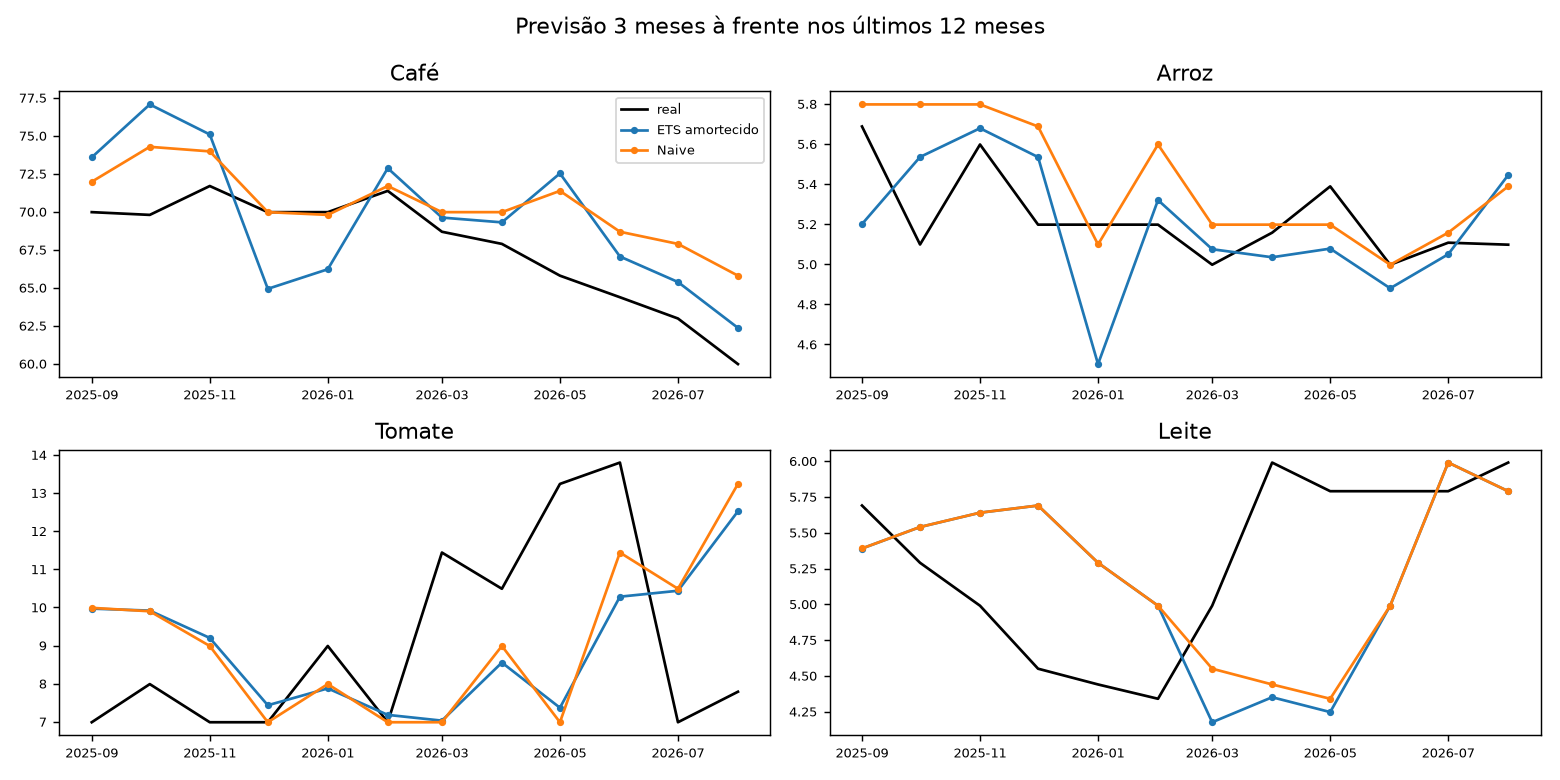 Previsão 3 meses à frente nos últimos 12 meses
Café
77.5
75.0
72.5
70.0
67.5
65.0
62.5
60.0
real
ETS amortecido
Naive
2025-09 2025-11 2026-01 2026-03 2026-05 2026-07
Arroz
5.8
5.6
5.4
5.2
5.0
4.8
4.6
2025-09 2025-11 2026-01 2026-03 2026-05 2026-07
Tomate
14
13
12
11
10
9
8
7
2025-09 2025-11 2026-01 2026-03 2026-05 2026-07
Leite
6.00
5.75
5.50
5.25
5.00
4.75
4.50
4.25
2025-09 2025-11 2026-01 2026-03 2026-05 2026-07